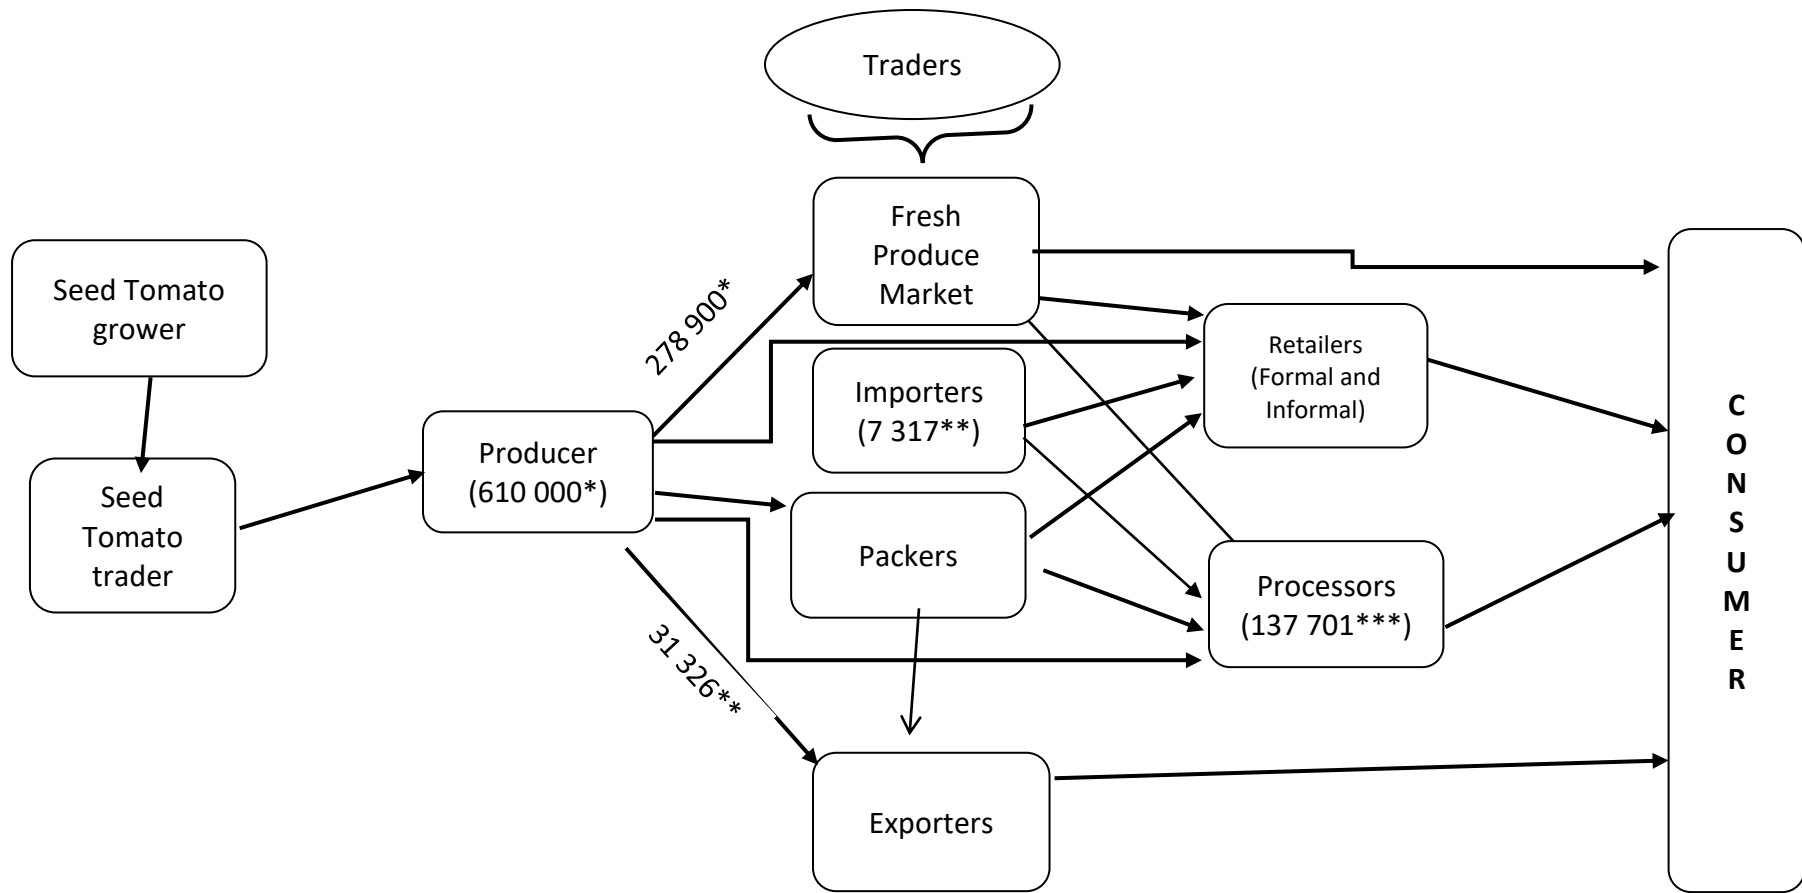 Traders
Fresh
Produce
Market
Seed Tomato
grower
278 900*
Retailers
(Formal and
Informal)
Importers
(7 317**)
Producer
(610 000*)
Seed
Tomato
trader
Packers
Processors
(137 701***)
31 326**
Exporters
C
O
N
S
U
M
E
R